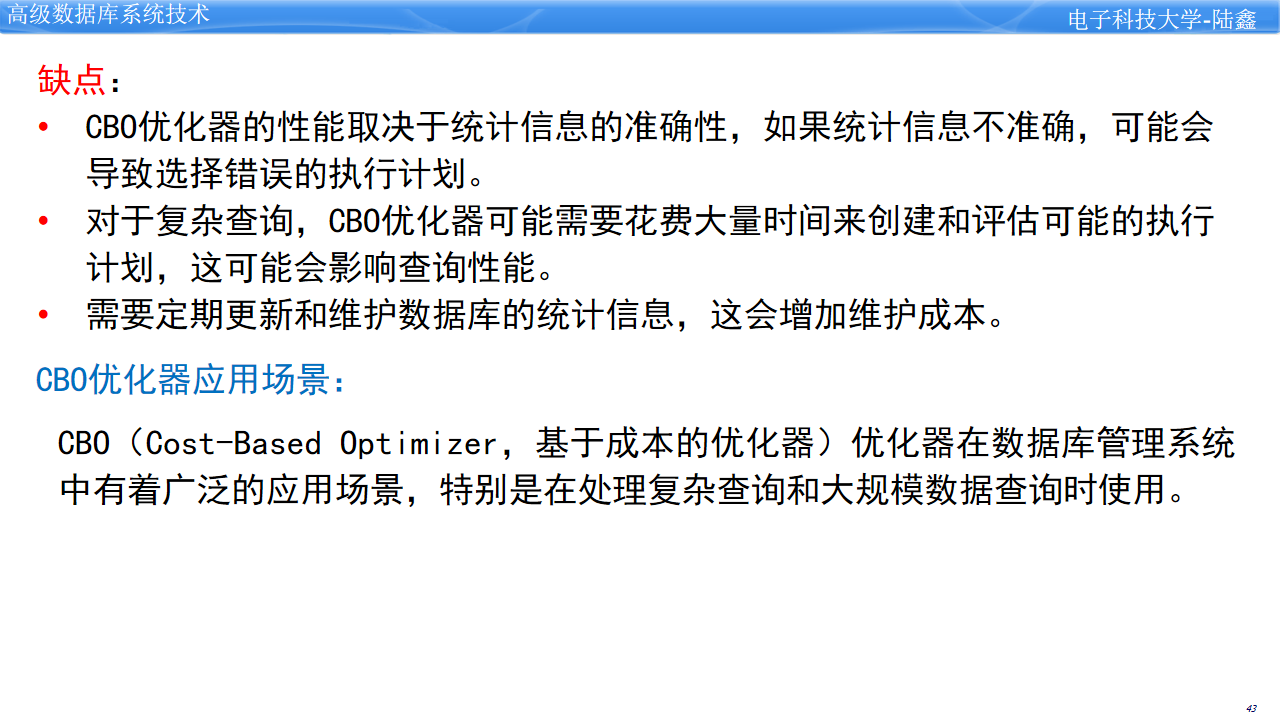 高级数据库系统技术
电子科技大学-陆鑫
缺点：
• CBO优化器的性能取决于统计信息的准确性，如果统计信息不准确，可能会
导致选择错误的执行计划。
• 对于复杂查询，CBO优化器可能需要花费大量时间来创建和评估可能的执行
计划，这可能会影响查询性能。
• 需要定期更新和维护数据库的统计信息，这会增加维护成本。
CBO优化器应用场景：
CBO（Cost-Based Optimizer，基于成本的优化器）优化器在数据库管理系统
中有着广泛的应用场景，特别是在处理复杂查询和大规模数据查询时使用。
43